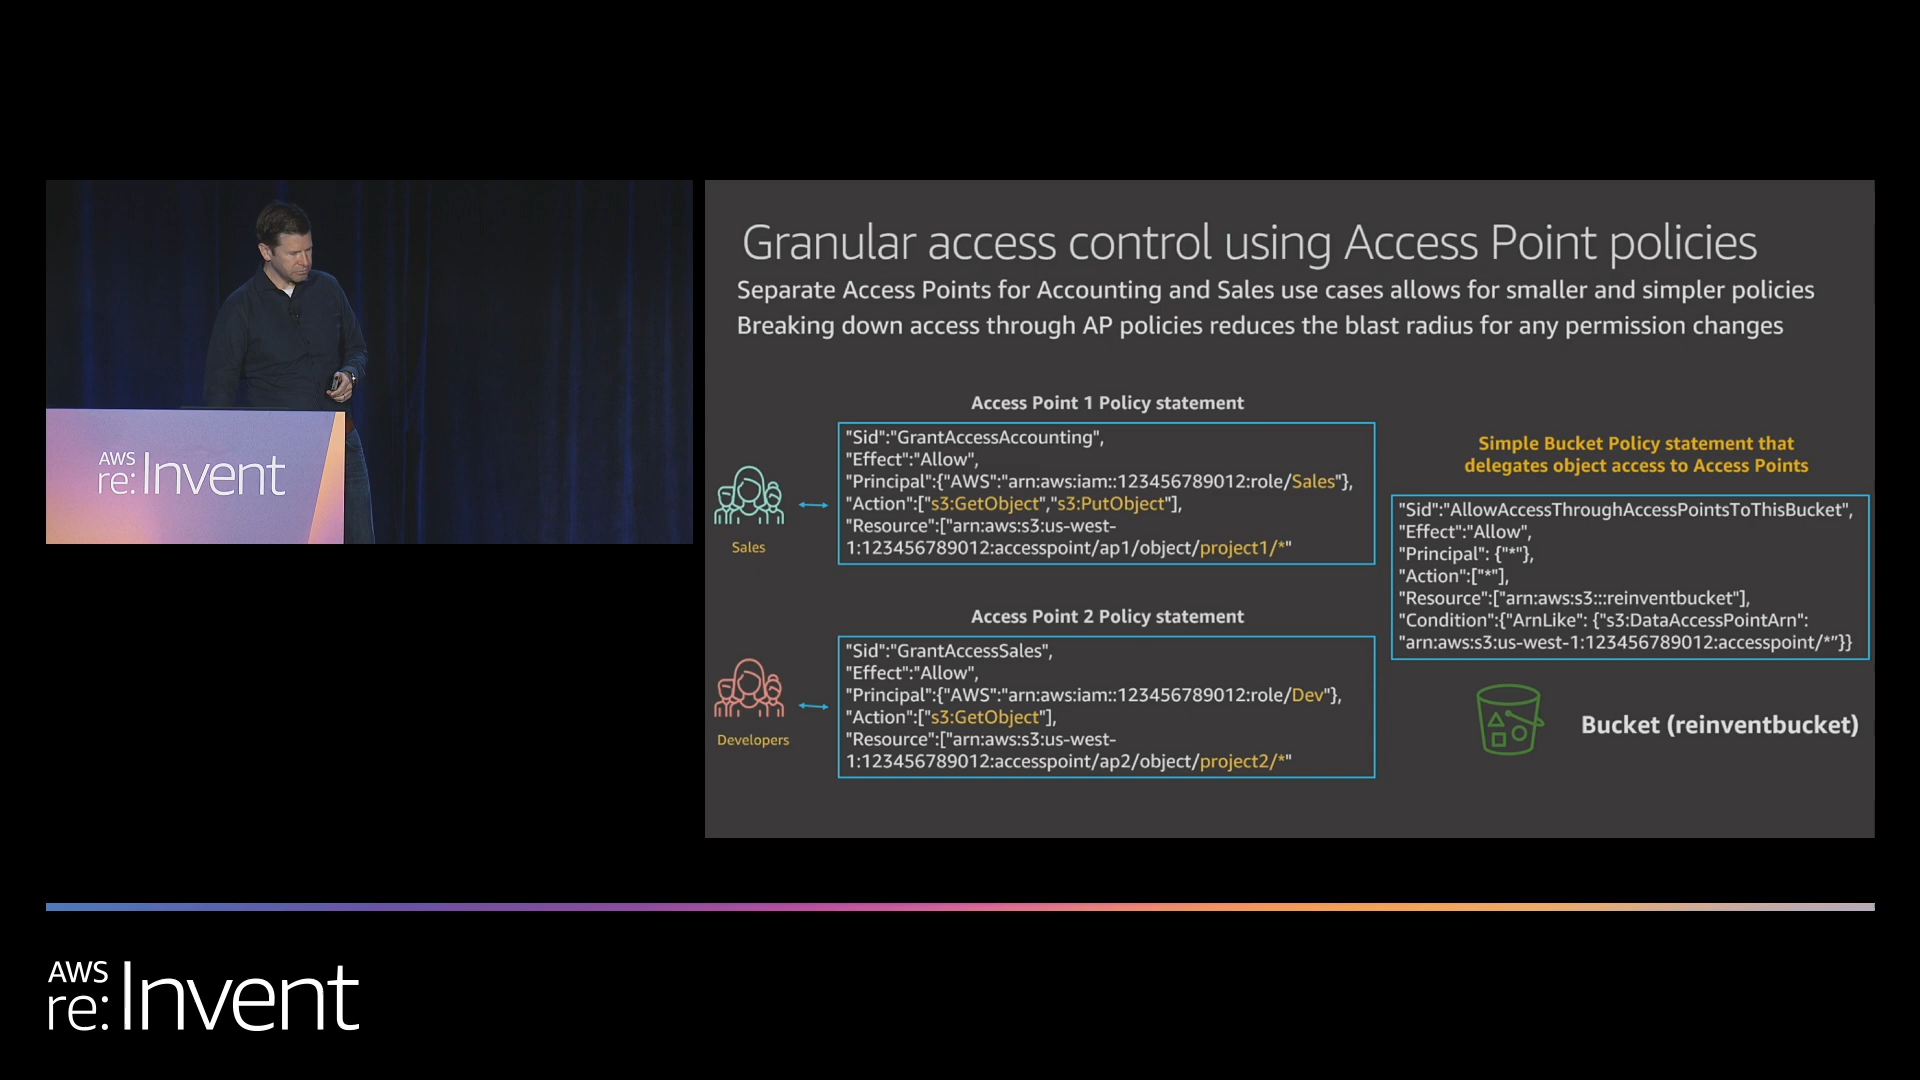 AWS
re:Invent
Granular access control using Access Point policies
Separate Access Points for Accounting and Sales use cases allows for smaller and simpler policies
Breaking down access through AP policies reduces the blast radius for any permission changes
Access Point 1 Policy statement
"Sid":"GrantAccessAccounting",
"Effect":"Allow",
"Principal":{"AWS":"arn:aws:iam::123456789012:role/Sales"},
"Action":["s3:GetObject","s3:PutObject"],
"Resource":["arn:aws:s3:us-west-
1:123456789012:accesspoint/ap1/object/project1/*"
Sales
Access Point 2 Policy statement
"Sid":"GrantAccessSales",
"Effect":"Allow",
"Principal":{"AWS":"arn:aws:iam::123456789012:role/Dev"},
"Action":["s3:GetObject"],
"Resource":["arn:aws:s3:us-west-
1:123456789012:accesspoint/ap2/object/project2/*"
Developers
Simple Bucket Policy statement that
delegates object access to Access Points
"Sid":"AllowAccessThroughAccessPointsToThisBucket",
"Effect":"Allow",
"Principal": {"*"},
"Action":["*"],
"Resource":["arn:aws:s3:::reinventbucket"],
"Condition":{"ArnLike": {"s3:DataAccessPointArn":
"arn:aws:s3:us-west-1:123456789012:accesspoint/*”}}
Bucket (reinventbucket)
AWS
re:Invent